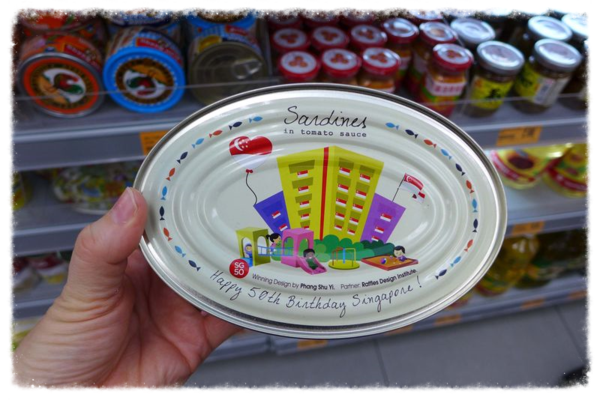 Sardines
in tomato sauce
SG
50
Winning Design by Phang Shu Yi. Partner: Raffles Design Institute.
Happy 50th Birthday Singapore!